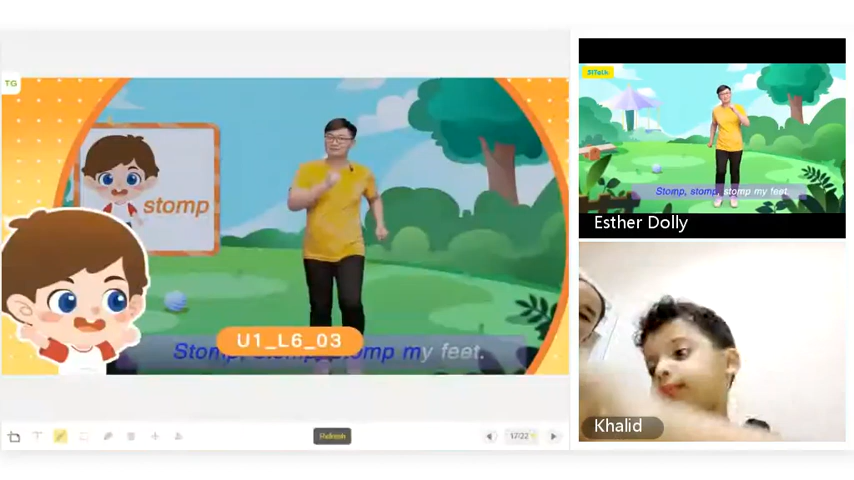 TG
stomp
U1_L6_03
Stomp, stomp, stomp my feet.
Refresh
17/22
51Talk
Stomp, stomp, stomp my feet.
Esther Dolly
Khalid